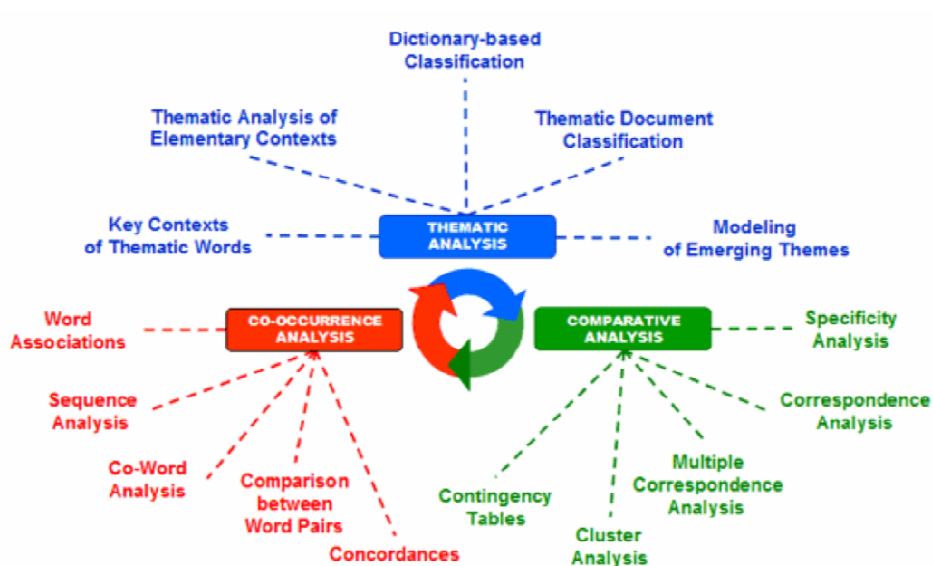 Dictionary-based
Classification
Thematic Analysis of
Elementary Contexts
Thematic Document
Classification
Key Contexts
of Thematic Words
THEMATIC
ANALYSIS
Modeling
of Emerging Themes
Word
Associations
CO-OCCURRENCE
ANALYSIS
COMPARATIVE
ANALYSIS
Specificity
Analysis
Sequence
Analysis
Correspondence
Analysis
Co-Word
Analysis
Comparison
between
Word Pairs
Concordances
Contingency
Tables
Cluster
Analysis
Multiple
Correspondence
Analysis